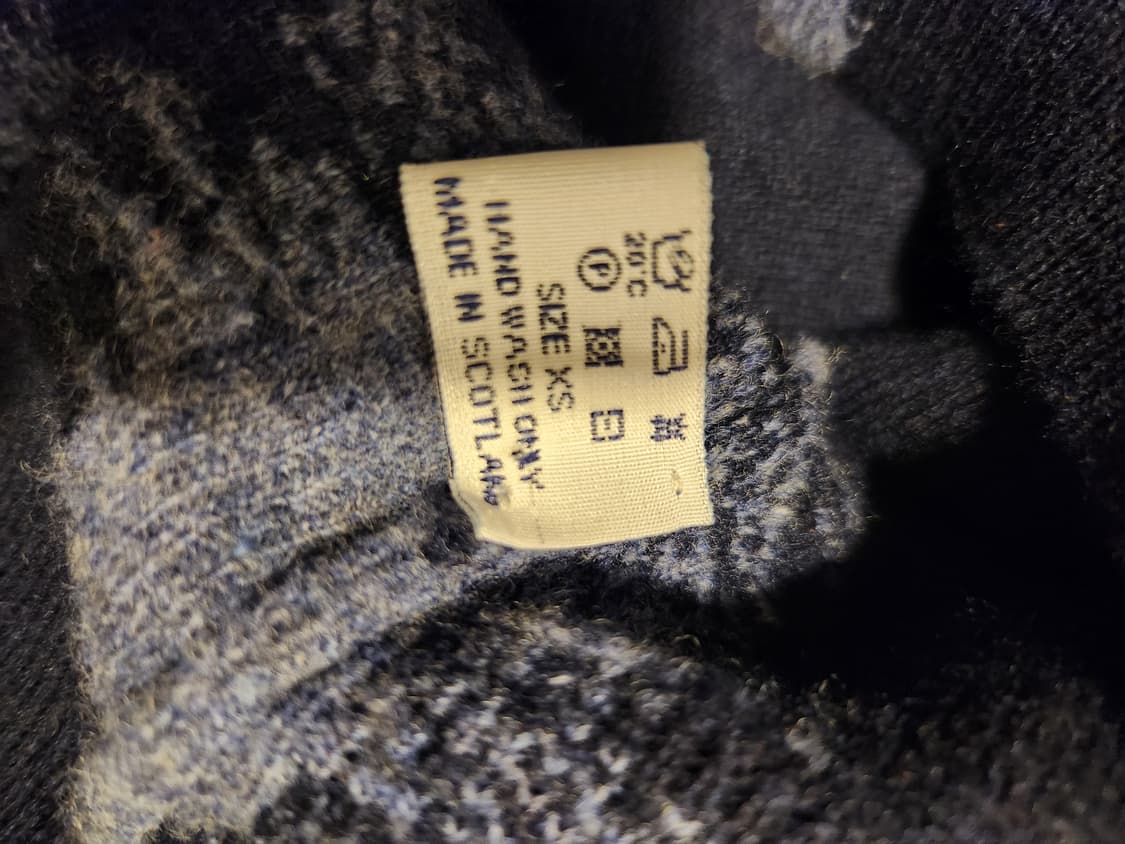 30°C
P
SIZE XS
HAND WASH ONLY
MADE IN SCOTLAND